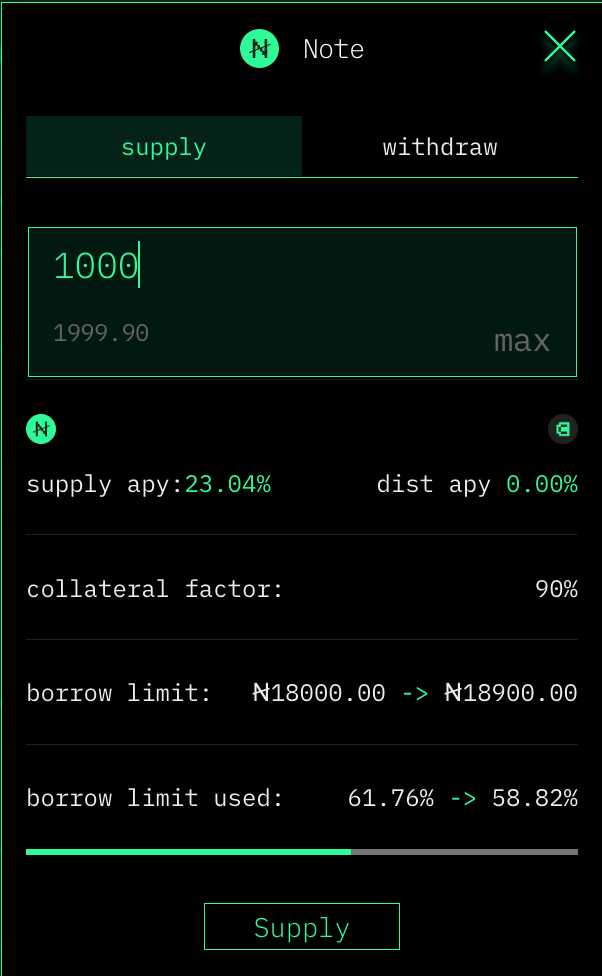 Note
supply withdraw
1000
1999.90 max
supply apy:23.04% dist apy 0.00%
collateral factor: 90%
borrow limit: ₦18000.00 -> ₦18900.00
borrow limit used: 61.76% -> 58.82%
Supply